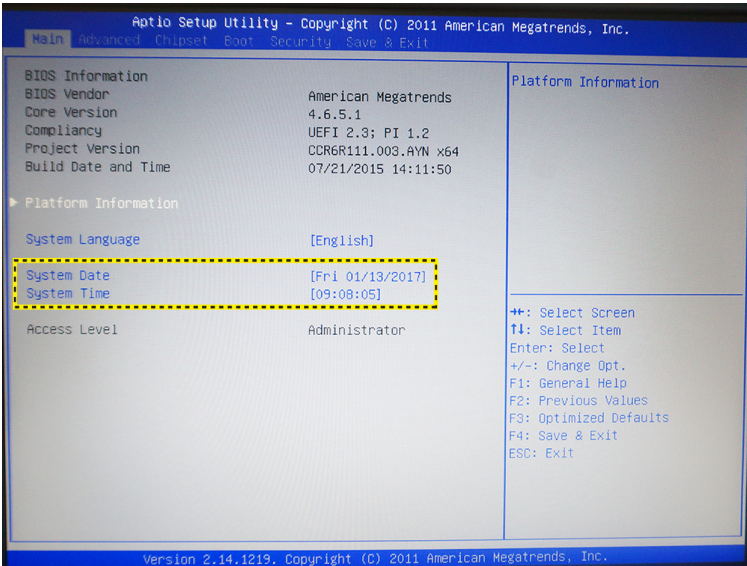 Aptio Setup Utility - Copyright (C) 2011 American Megatrends, Inc.
Main Advanced Chipset Boot Security Save & Exit
BIOS Information
BIOS Vendor American Megatrends
Core Version 4.6.5.1
Compliancy UEFI 2.3; PI 1.2
Project Version CCR6R111.003.AYN x64
Build Date and Time 07/21/2015 14:11:50
Platform Information
System Language [English]
System Date [Fri 01/13/2017]
System Time [09:08:05]
Access Level Administrator
Platform Information
→←: Select Screen
↑↓: Select Item
Enter: Select
+/-: Change Opt.
F1: General Help
F2: Previous Values
F3: Optimized Defaults
F4: Save & Exit
ESC: Exit
Version 2.14.1219. Copyright (C) 2011 American Megatrends, Inc.